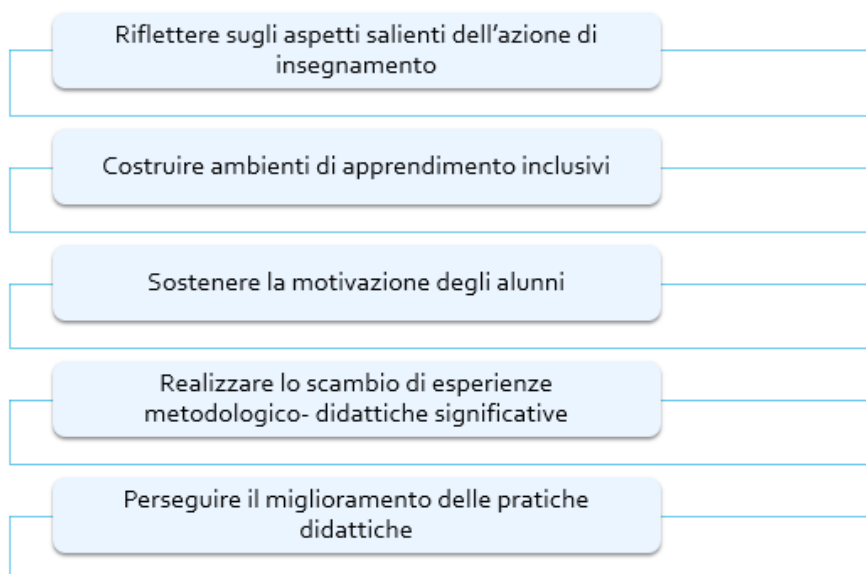 Riflettere sugli aspetti salienti dell’azione di
insegnamento
Costruire ambienti di apprendimento inclusivi
Sostenere la motivazione degli alunni
Realizzare lo scambio di esperienze
metodologico- didattiche significative
Perseguire il miglioramento delle pratiche
didattiche